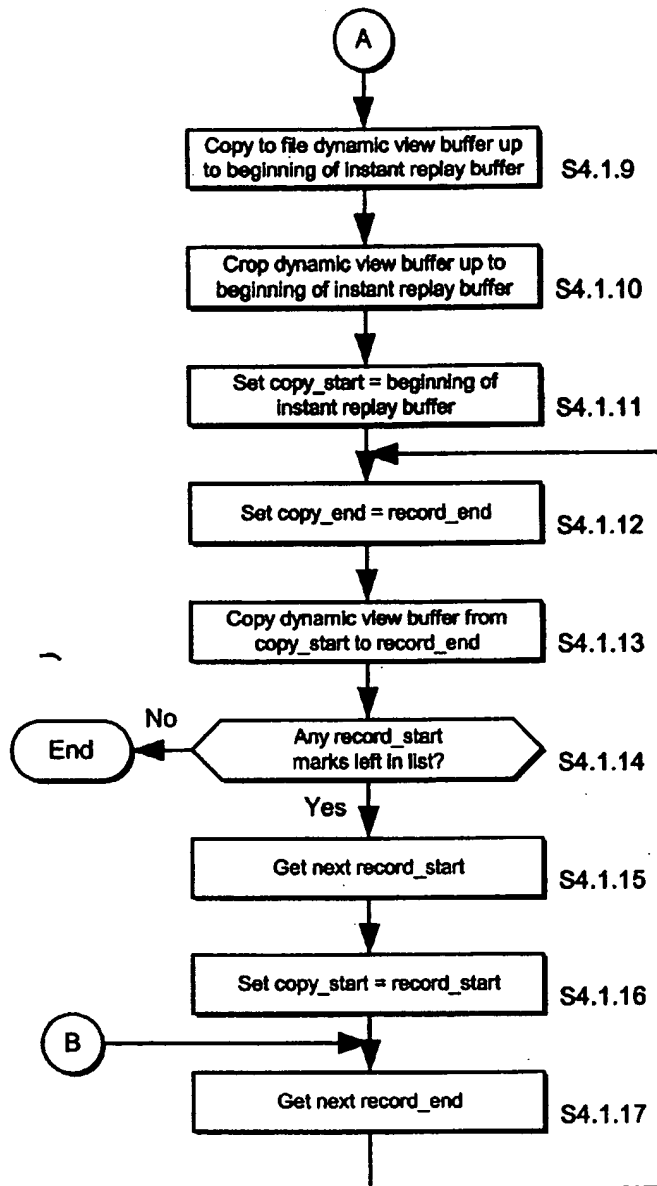 A
Copy to file dynamic view buffer up
to beginning of instant replay buffer
S4.1.9
Crop dynamic view buffer up to
beginning of instant replay buffer
S4.1.10
Set copy_start = beginning of
instant replay buffer
S4.1.11
Set copy_end = record_end
S4.1.12
Copy dynamic view buffer from
copy_start to record_end
S4.1.13
No
End
Any record_start
marks left in list?
S4.1.14
Yes
Get next record_start
S4.1.15
Set copy_start = record_start
S4.1.16
B
Get next record_end
S4.1.17